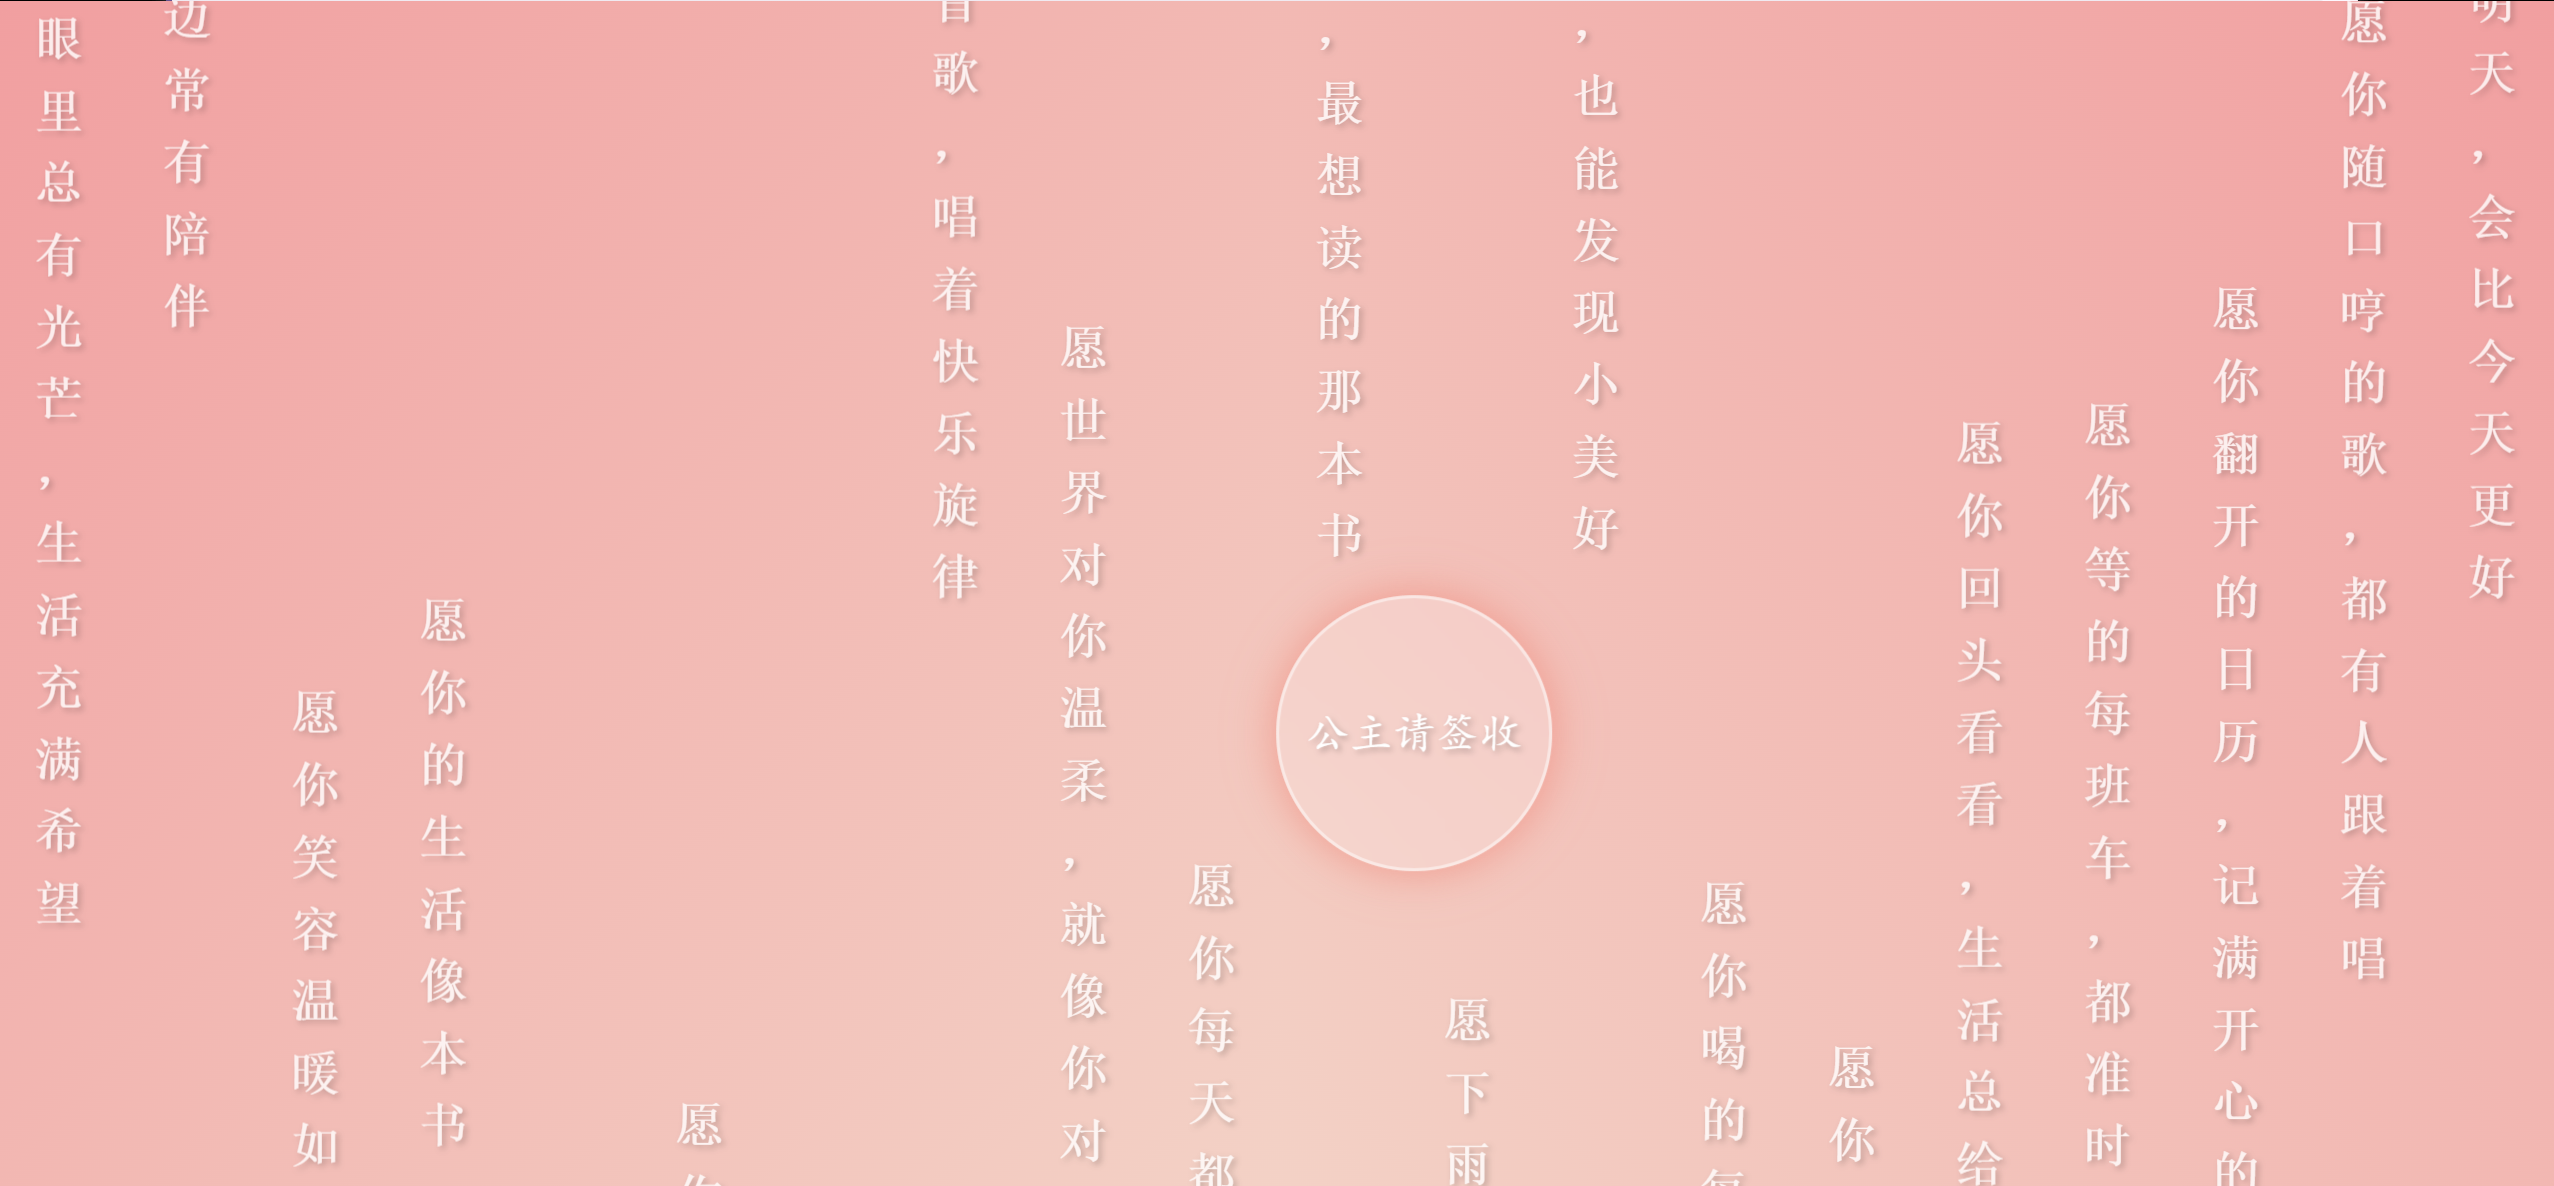 眼里总有光芒，生活充满希望
边常有陪伴
愿你笑容温暖如
愿你的生活像本书
愿你
歌，唱着快乐旋律
愿世界对你温柔，就像你对
愿你每天都
，最想读的那本书
公主请签收
愿下雨
，也能发现小美好
愿你喝的每
愿你
愿你回头看看，生活总给
愿你等的每班车，都准时
愿你翻开的日历，记满开心的
愿你随口哼的歌，都有人跟着唱
明天，会比今天更好